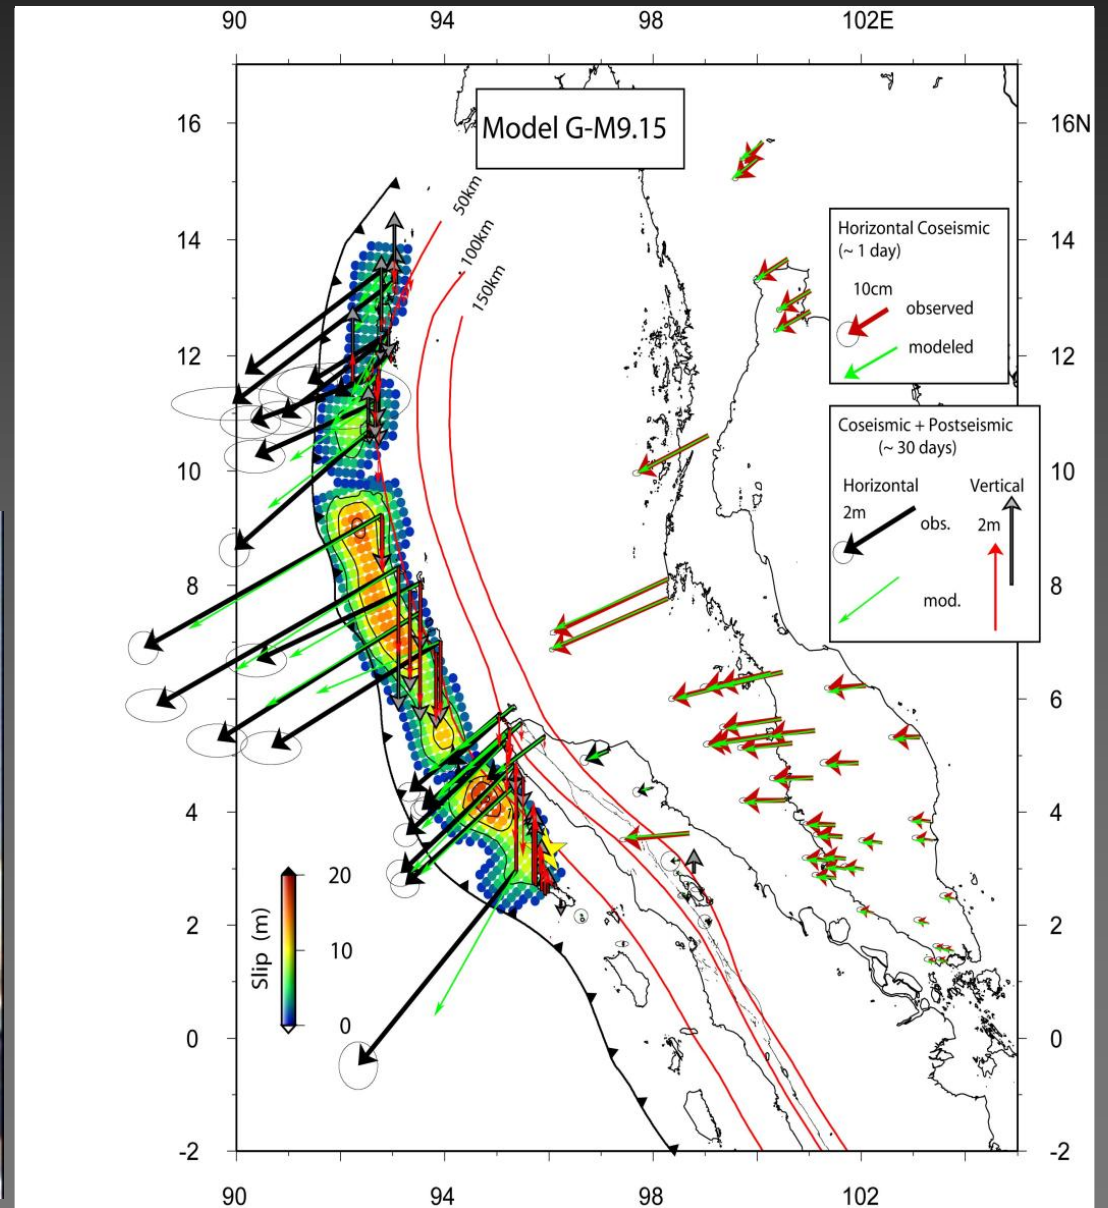 90 94 98 102E
16 16N
Model G-M9.15
50km
100km
150km
14 14
Horizontal Coseismic
(~ 1 day)
10cm
observed
modeled
12 12
Coseismic + Postseismic
(~ 30 days)
Horizontal Vertical
2m 2m
obs.
mod.
10 10
8 8
6 6
4 4
Slip (m)
20
10
0
2 2
0 0
-2 -2
90 94 98 102